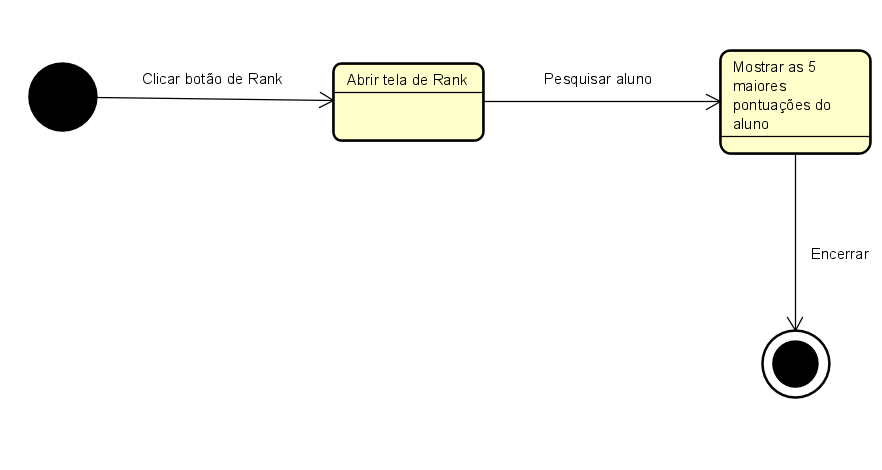 Clicar botão de Rank
Abrir tela de Rank
Pesquisar aluno
Mostrar as 5
maiores
pontuações do
aluno
Encerrar